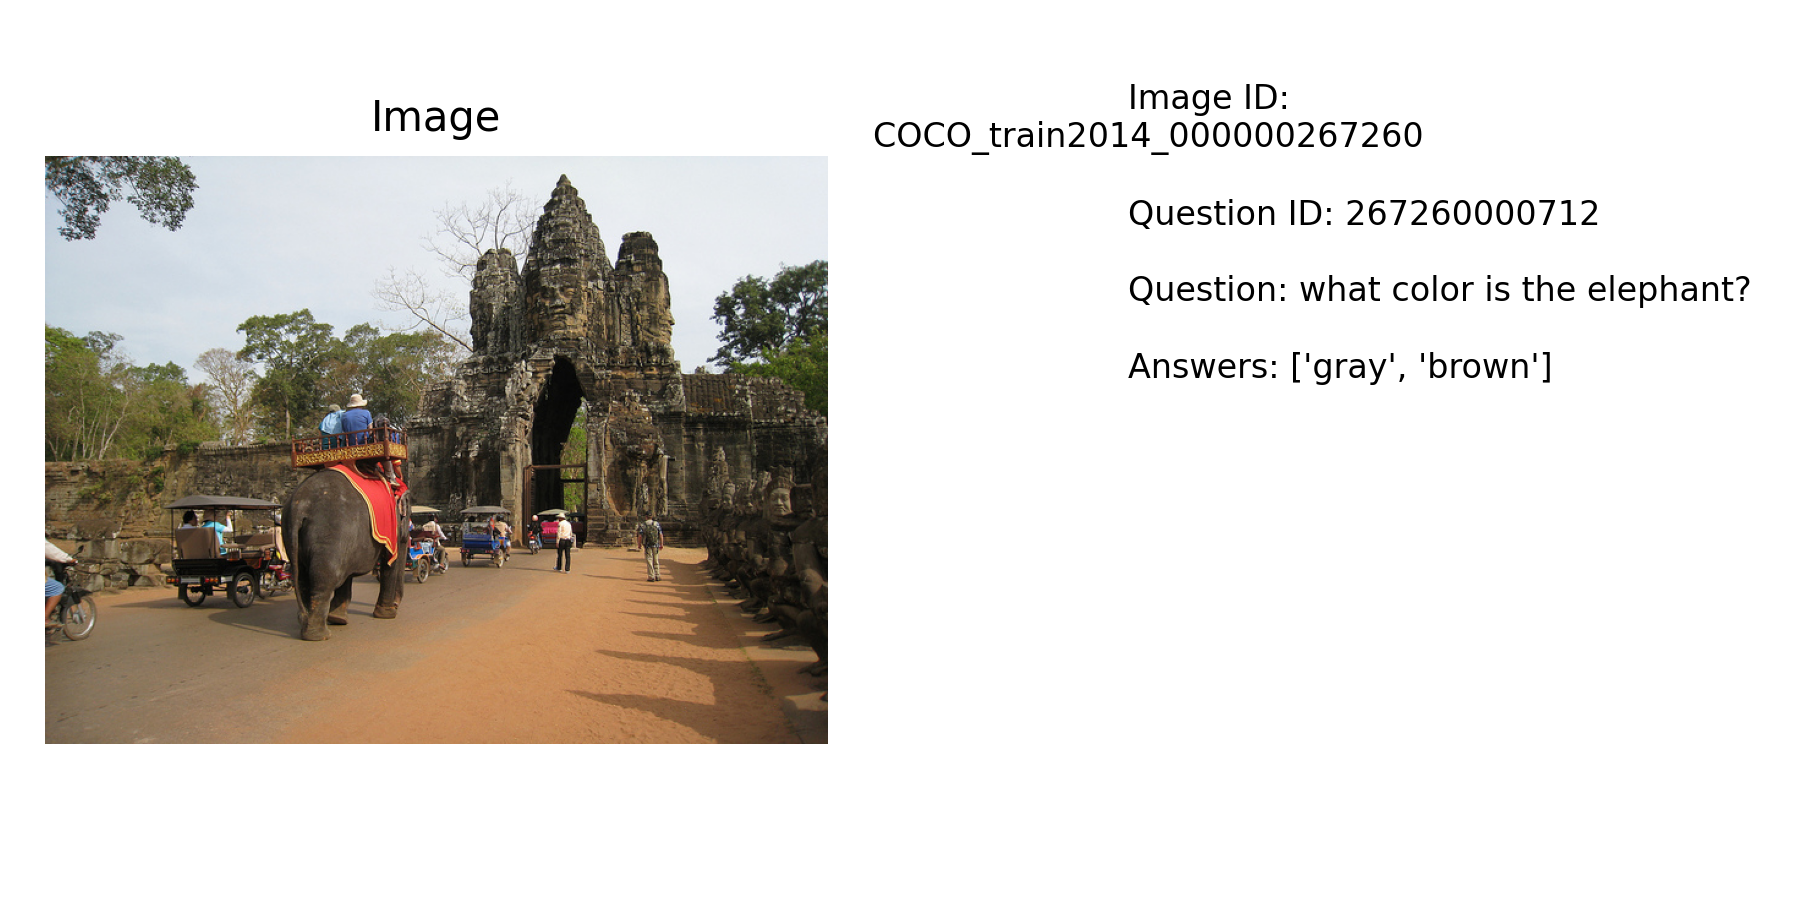 Image
Image ID:
COCO_train2014_000000267260
Question ID: 267260000712
Question: what color is the elephant?
Answers: ['gray', 'brown']